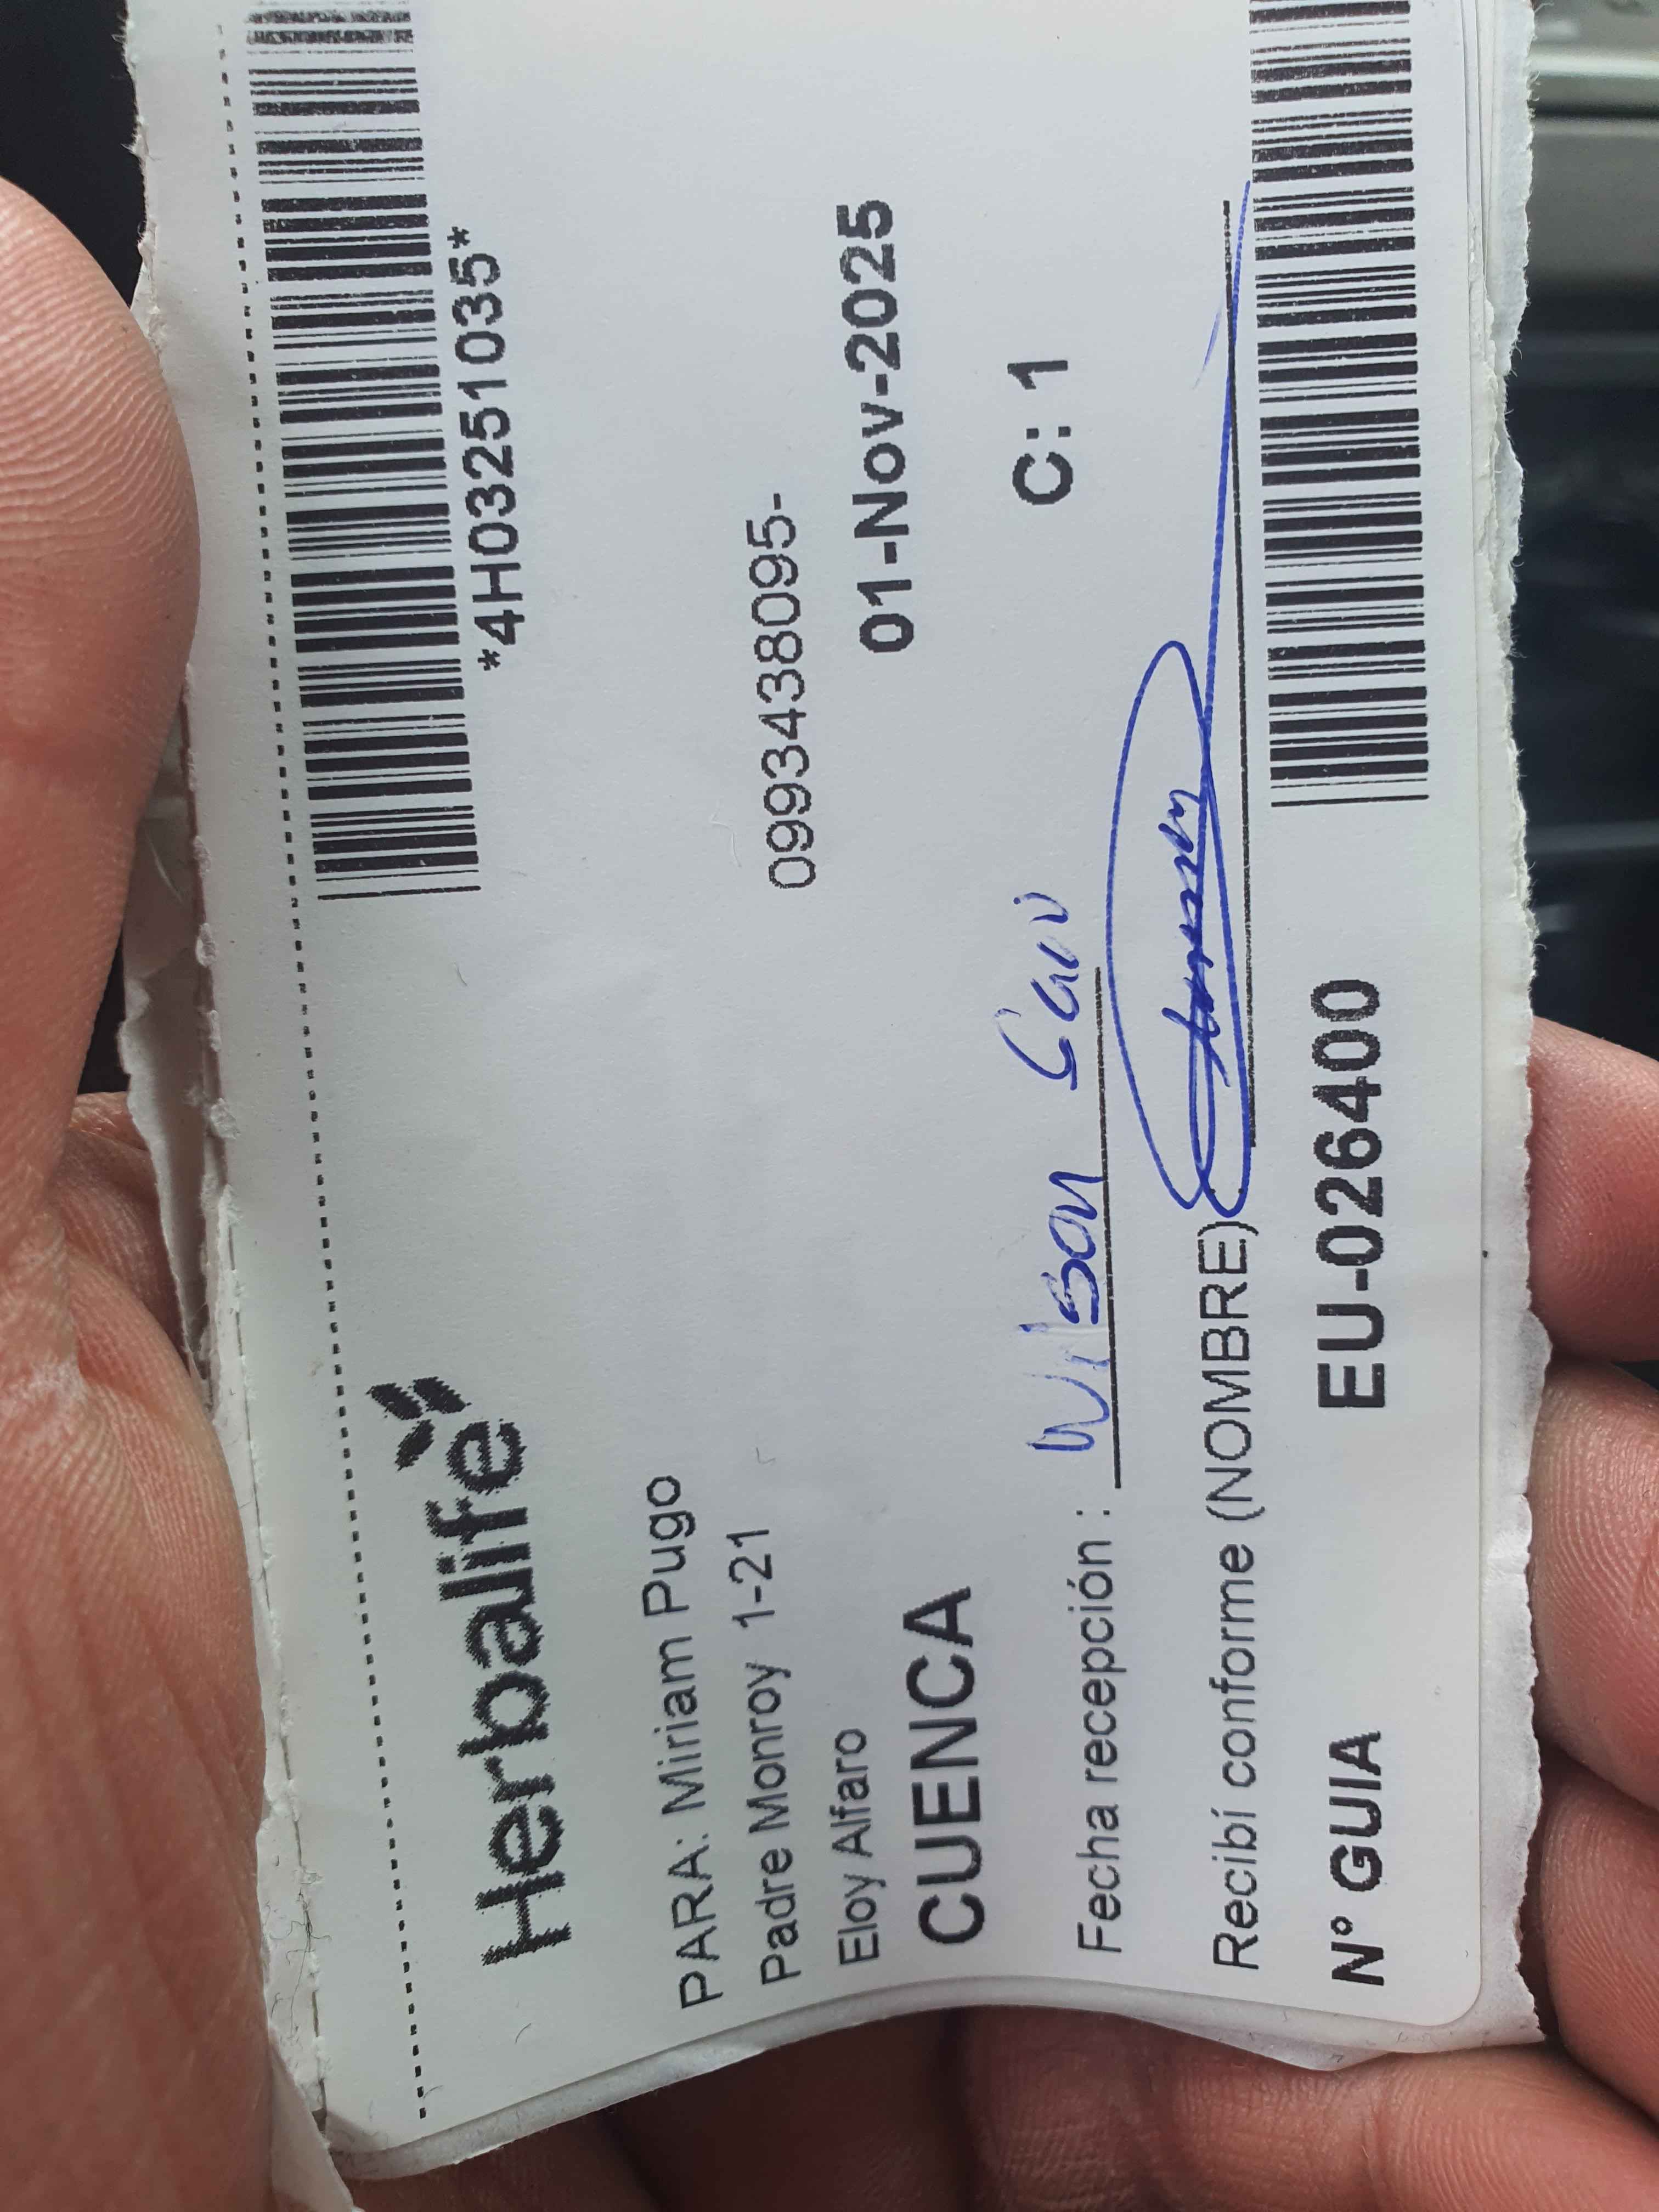 *4H03251035*
Herbalife
PARA: Miriam Pugo
Padre Monroy 1-21 0993438095-
Eloy Alfaro
01-Nov-2025
CUENCA
C: 1
Fecha recepción : Wilson
Recibí conforme (NOMBRE)
N° GUIA EU-026400